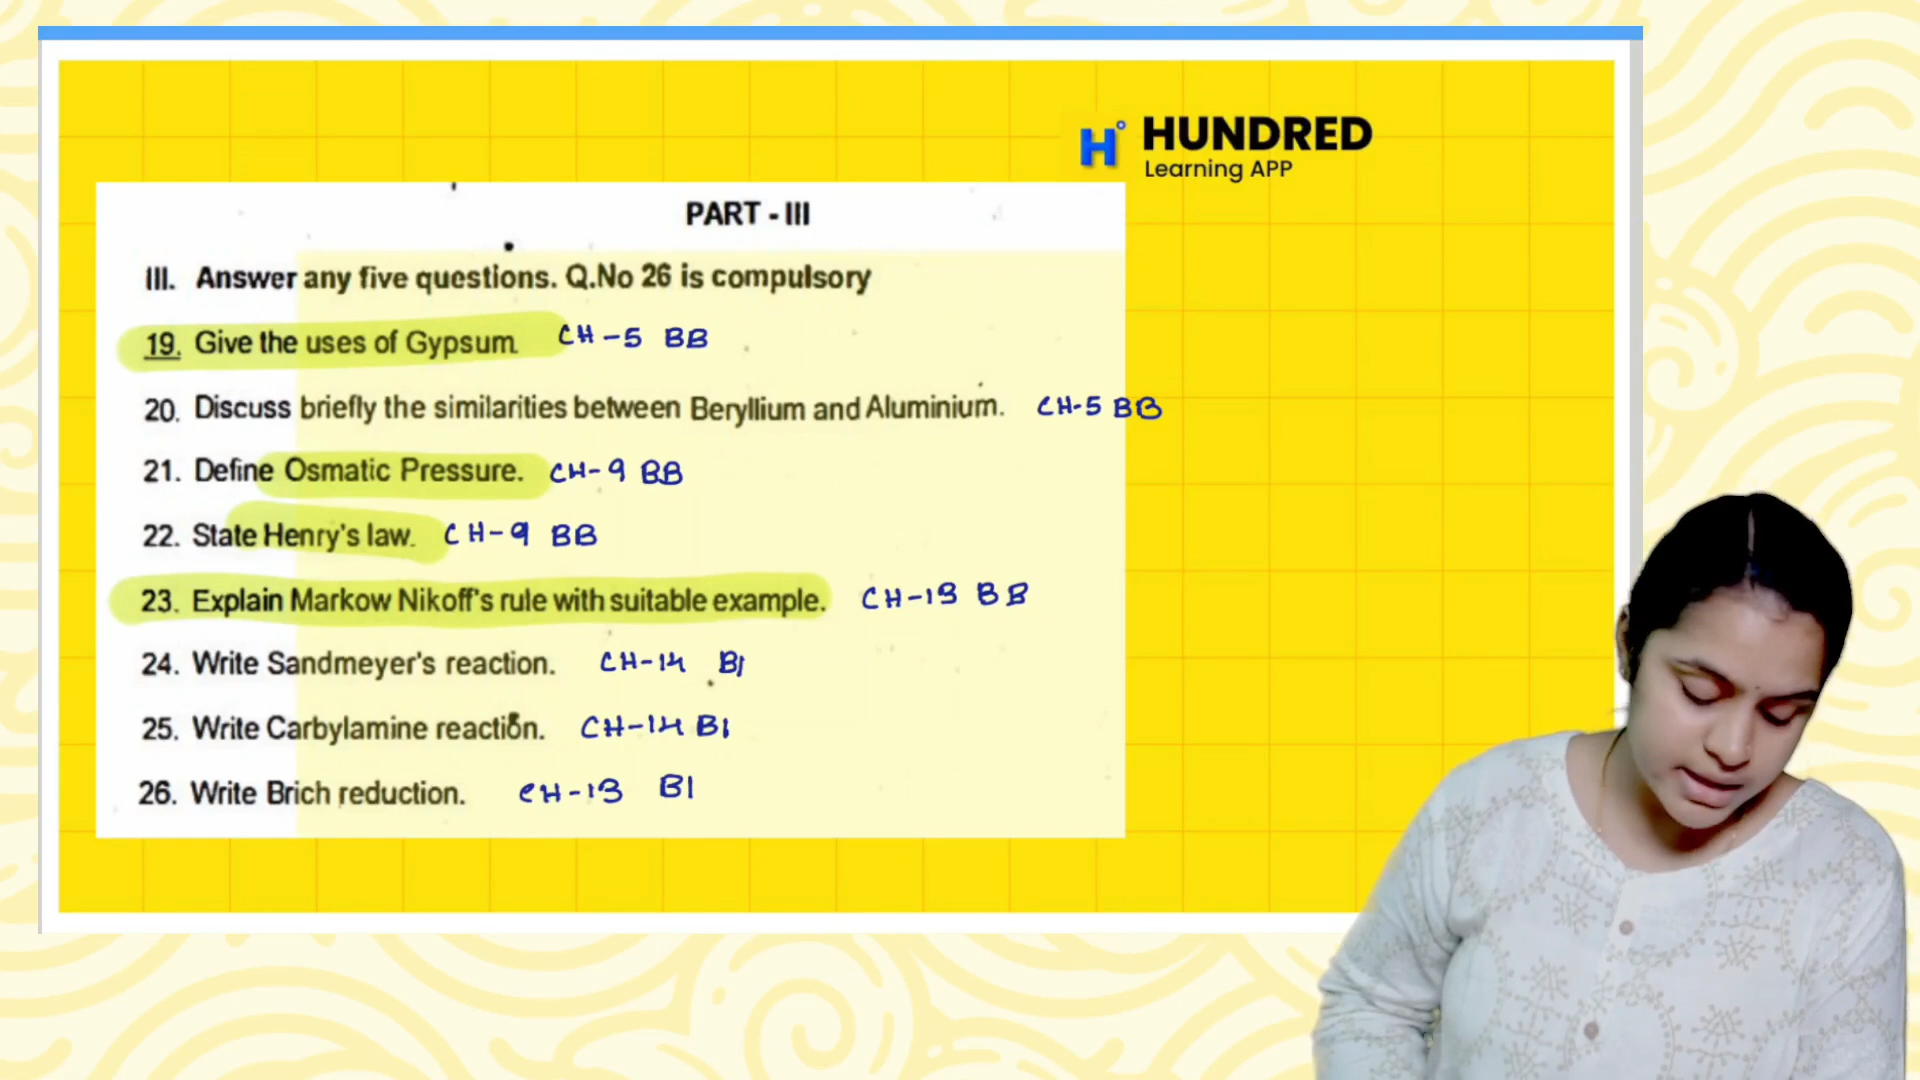 H° HUNDRED
Learning APP
PART - III
III. Answer any five questions. Q.No 26 is compulsory
19. Give the uses of Gypsum. CH-5 BB
20. Discuss briefly the similarities between Beryllium and Aluminium. CH-5 BB
21. Define Osmatic Pressure. CH-9 BB
22. State Henry's law. CH-9 BB
23. Explain Markow Nikoff's rule with suitable example. CH-13 BB
24. Write Sandmeyer's reaction. CH-14 BI
25. Write Carbylamine reaction. CH-14 BI
26. Write Brich reduction. CH-13 BI